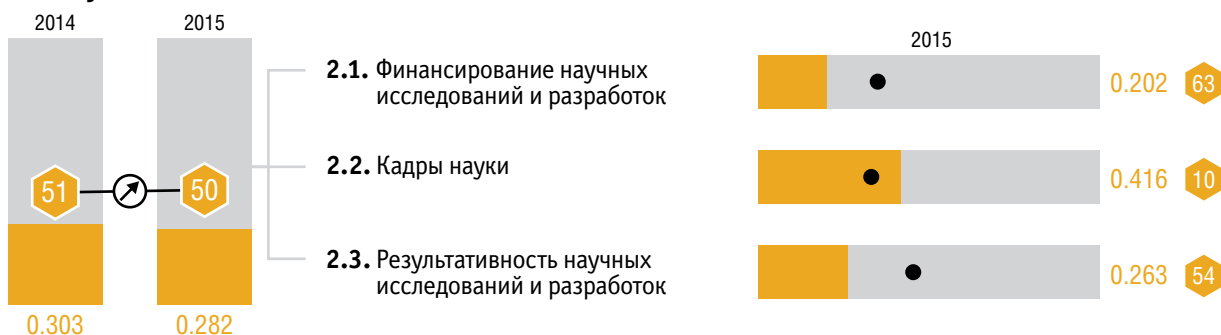 2014
2015
51
50
0.303
0.282
2.1. Финансирование научных
исследований и разработок
2.2. Кадры науки
2.3. Результативность научных
исследований и разработок
2015
0.202
63
0.416
10
0.263
54